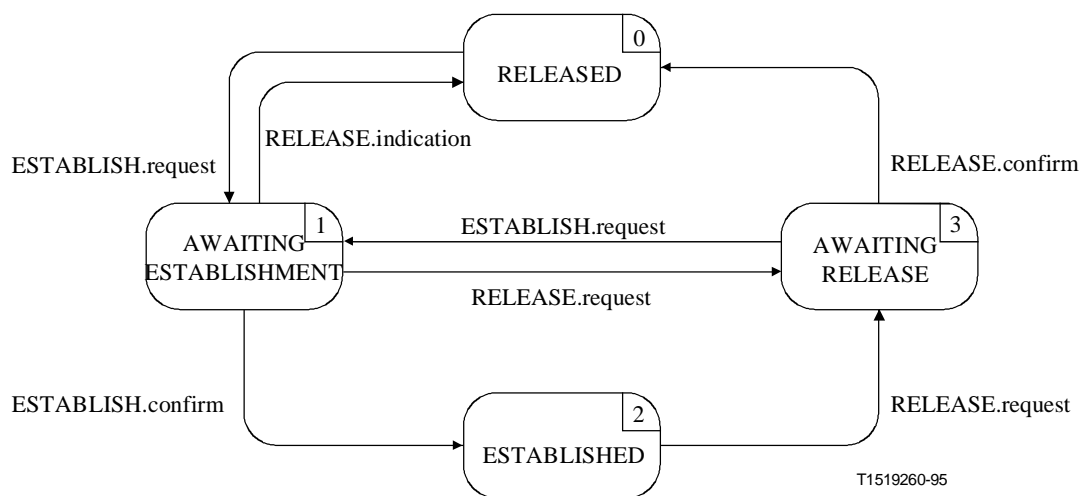 0
RELEASED
RELEASE.indication
ESTABLISH.request
RELEASE.confirm
1
AWAITING
ESTABLISHMENT
ESTABLISH.request
RELEASE.request
3
AWAITING
RELEASE
ESTABLISH.confirm
2
ESTABLISHED
RELEASE.request
T1519260-95